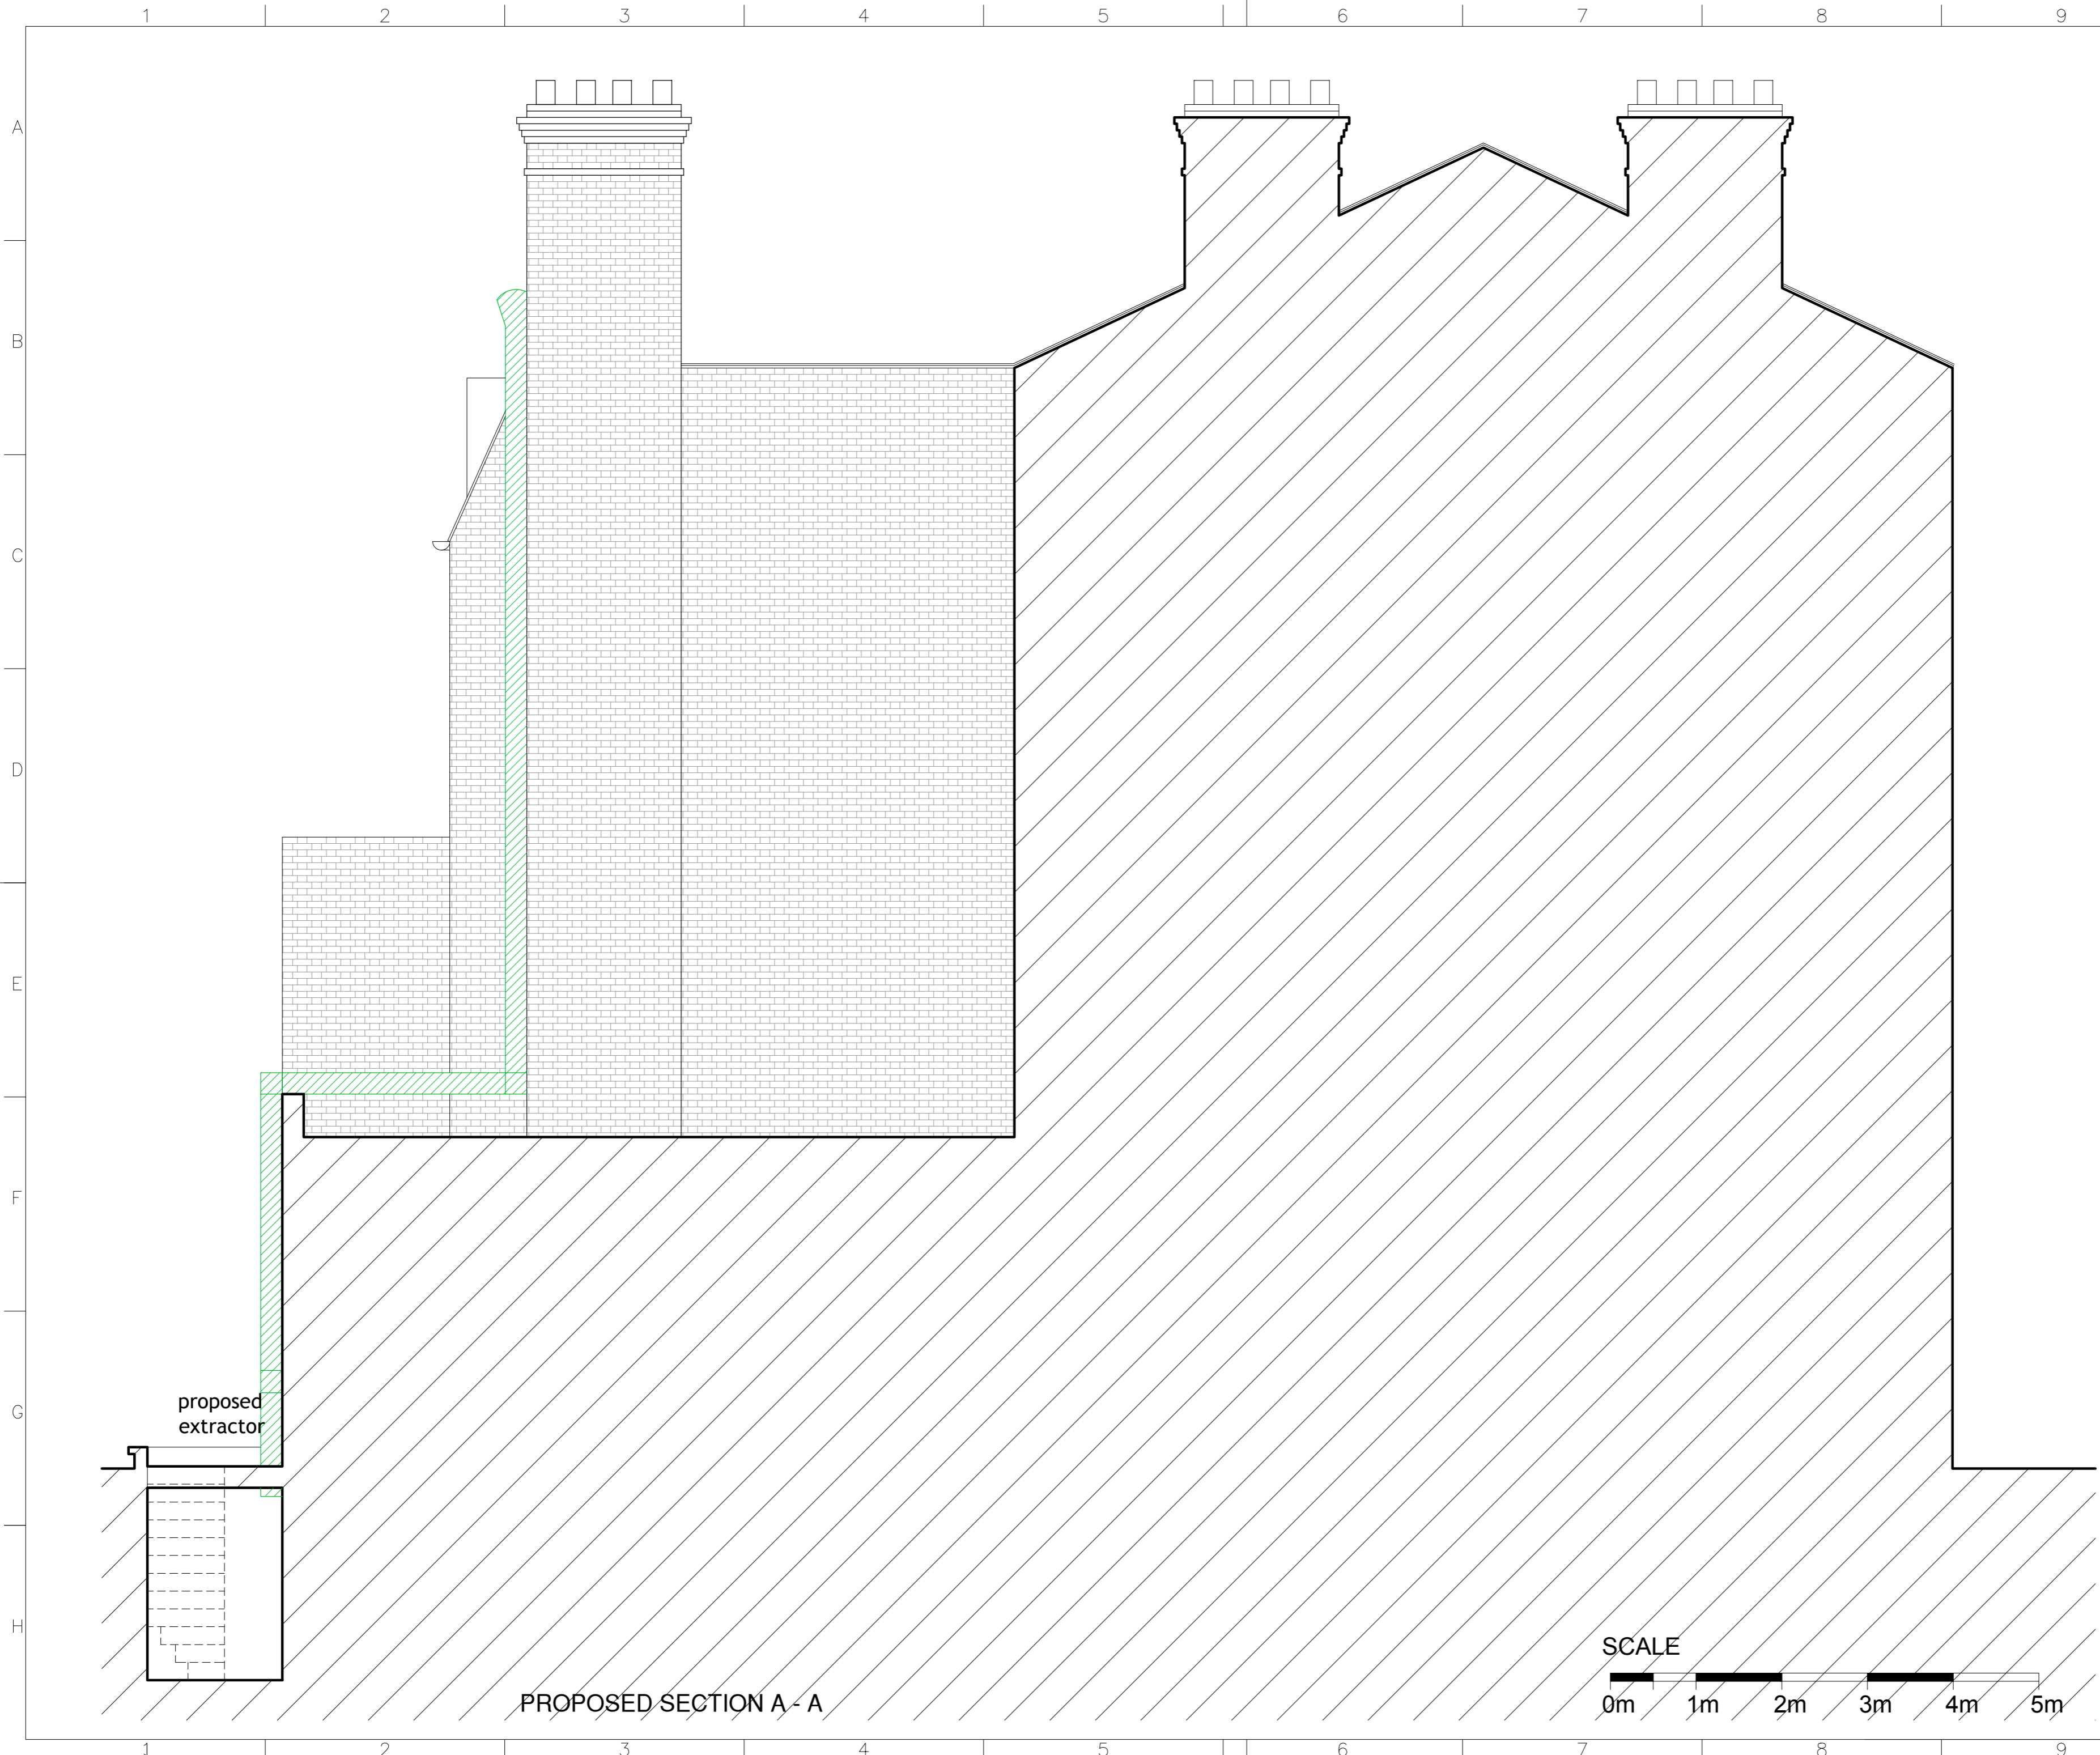 1 2 3 4 5 6 7 8 9
A
B
C
D
E
F
proposed
G
extractor
H
SCALE
0m 1m 2m 3m 4m 5m
PROPOSED SECTION A - A
1 2 3 4 5 6 7 8 9